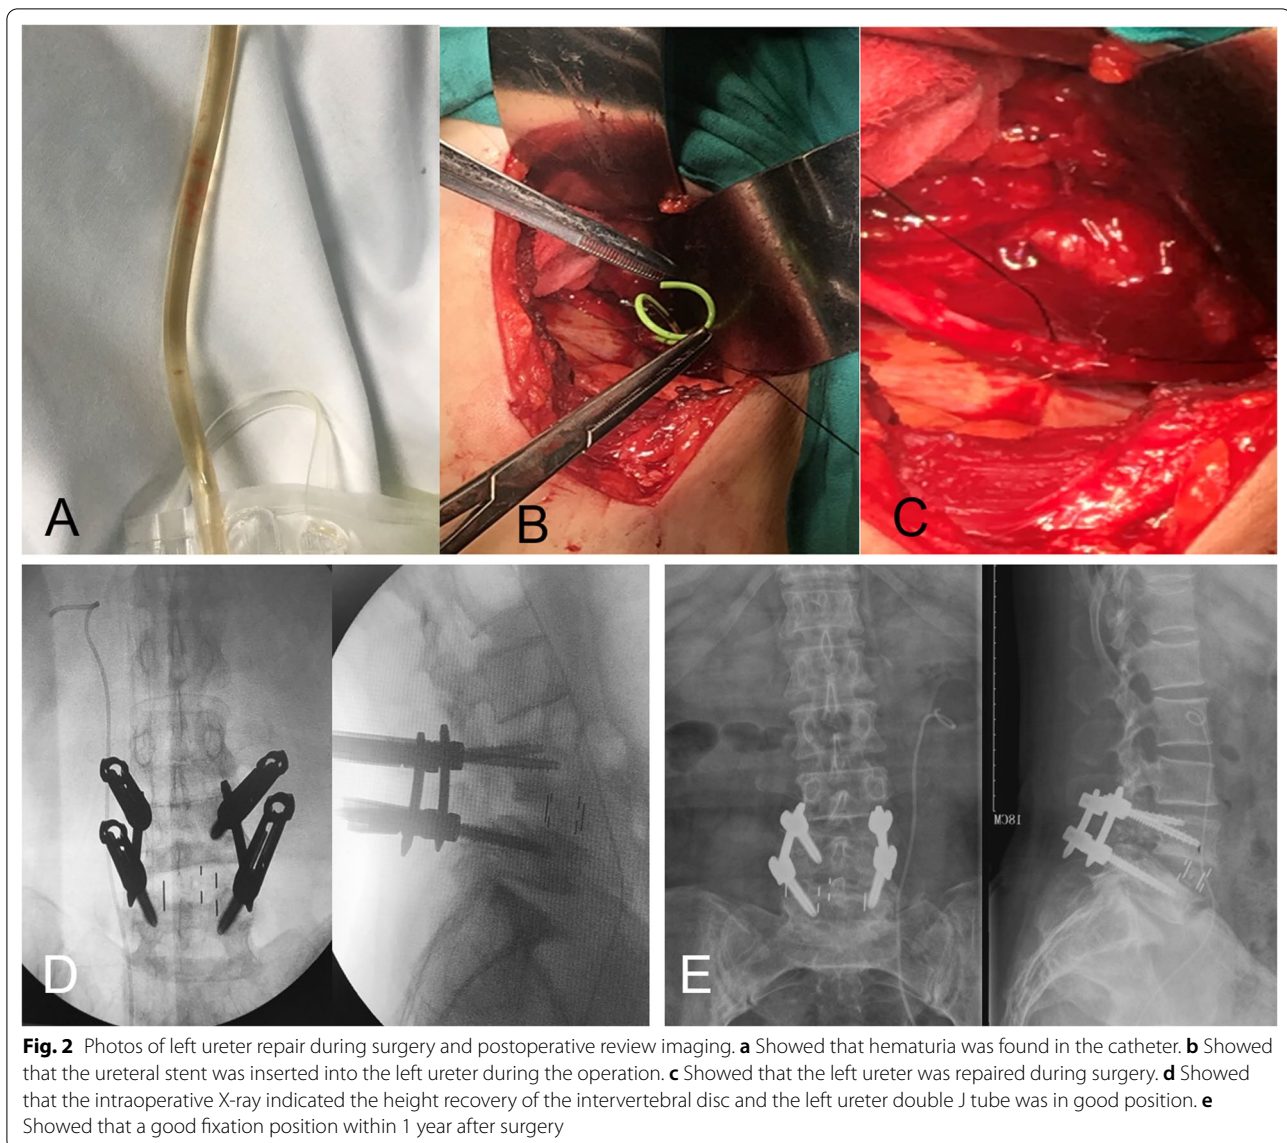 A
B
C
D
E
18CM
Fig. 2 Photos of left ureter repair during surgery and postoperative review imaging. a Showed that hematuria was found in the catheter. b Showed
that the ureteral stent was inserted into the left ureter during the operation. c Showed that the left ureter was repaired during surgery. d Showed
that the intraoperative X-ray indicated the height recovery of the intervertebral disc and the left ureter double J tube was in good position. e
Showed that a good fixation position within 1 year after surgery